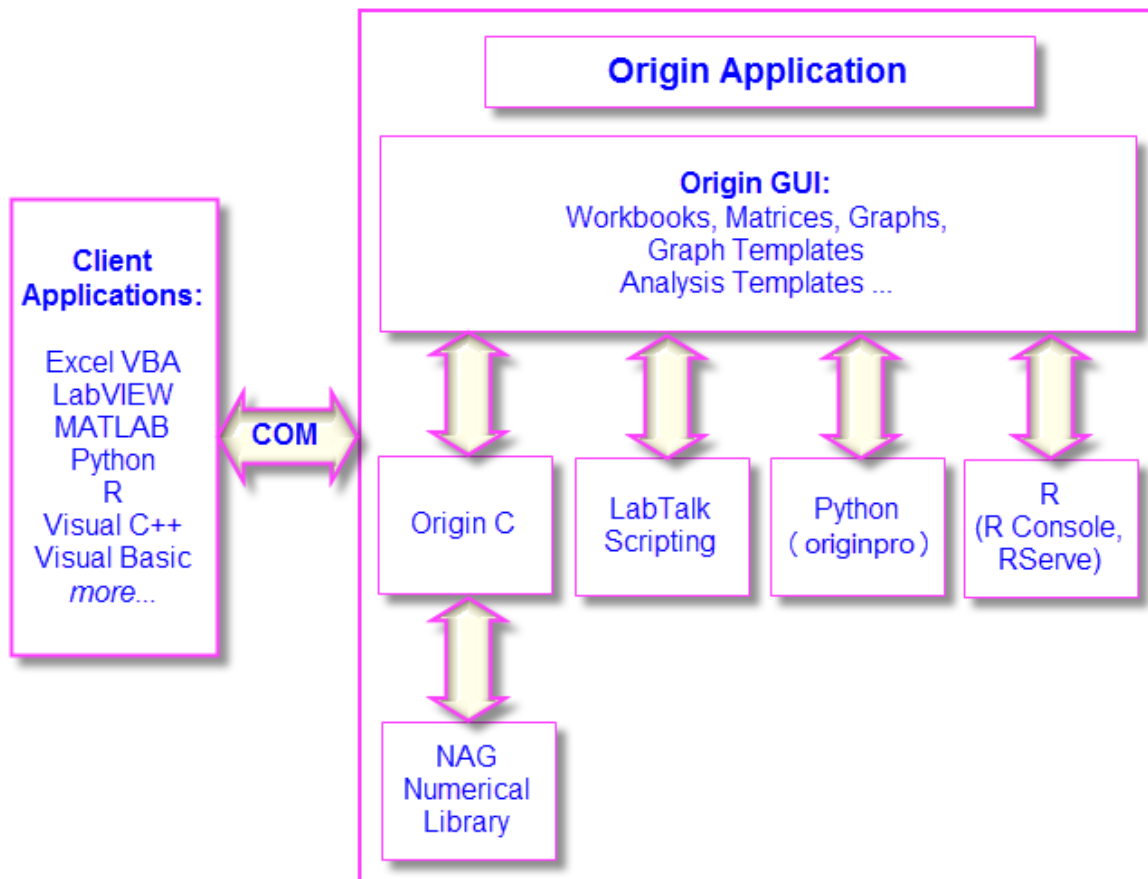 Origin Application
Origin GUI:
Workbooks, Matrices, Graphs,
Graph Templates
Analysis Templates ...
Client
Applications:
Excel VBA
LabVIEW
MATLAB
Python
R
Visual C++
Visual Basic
more...
COM
Origin C
LabTalk
Scripting
Python
（originpro）
R
(R Console,
RServe)
NAG
Numerical
Library